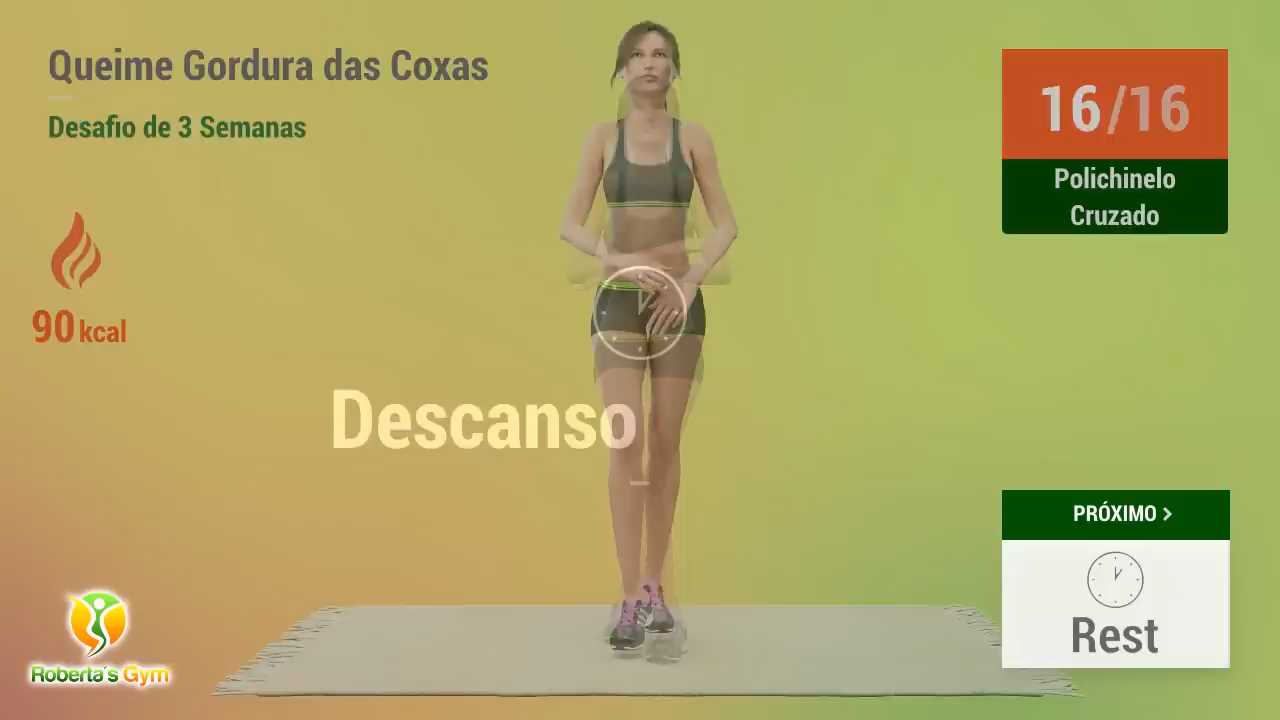 Queime Gordura das Coxas
Desafio de 3 Semanas
16/16
Polichinelo
Cruzado
90 kcal
Descanso
PRÓXIMO >
Rest
Roberta´s Gym